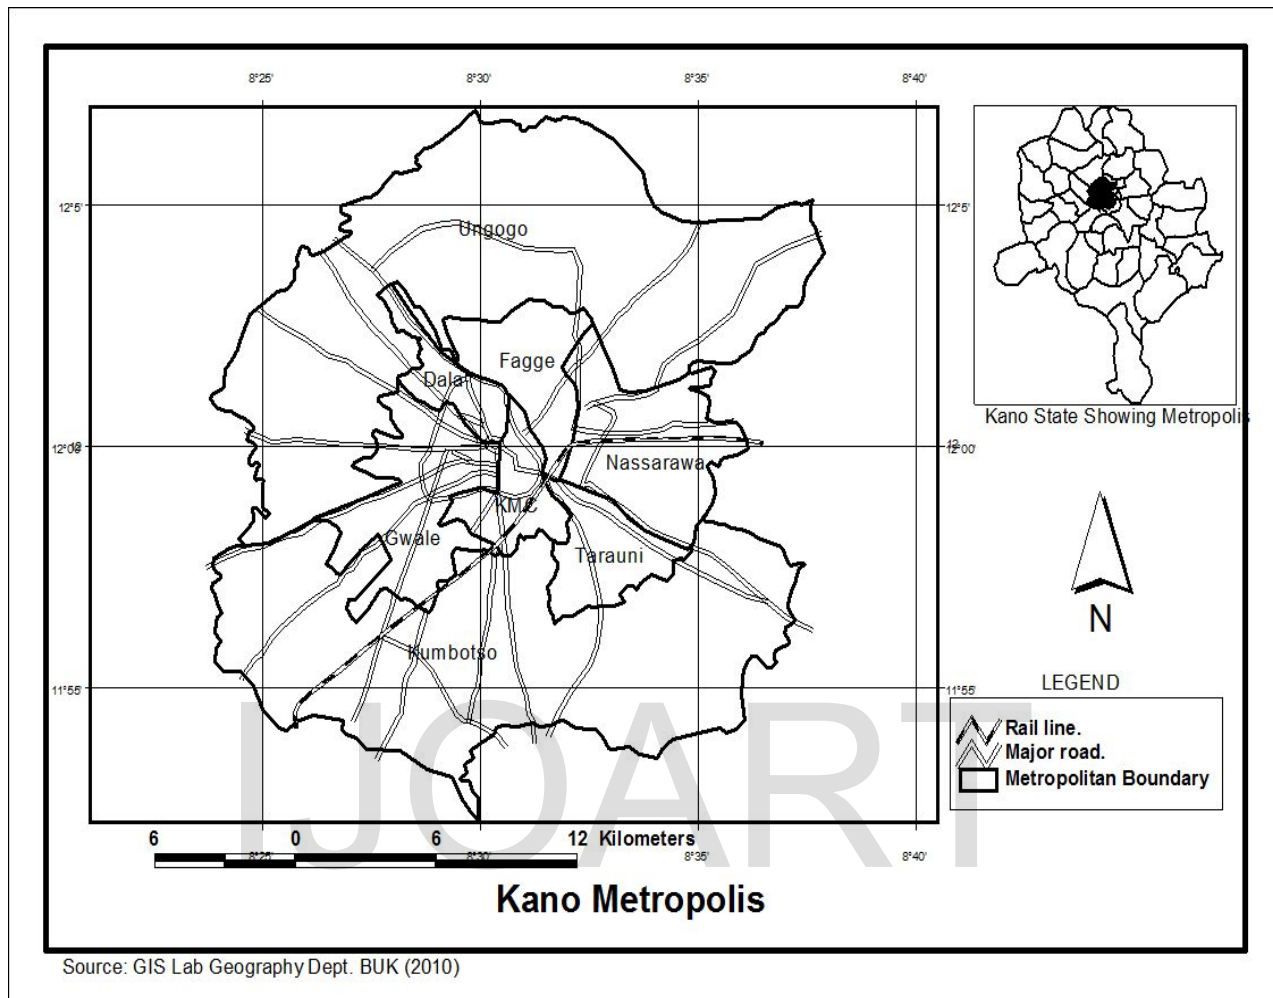 8°25' 8°30' 8°35' 8°40'
12°5' 12°5'
Ungogo
Fagge
Dala
Kano State Showing Metropolis
12°00' 12°00'
Nassarawa
KMC
Gwale
Tarauni
N
Kumbotso
11°55' 11°55'
LEGEND
Rail line.
Major road.
Metropolitan Boundary
IJOART
6 0 6 12 Kilometers
8°25' 8°30' 8°35' 8°40'
Kano Metropolis
Source: GIS Lab Geography Dept. BUK (2010)